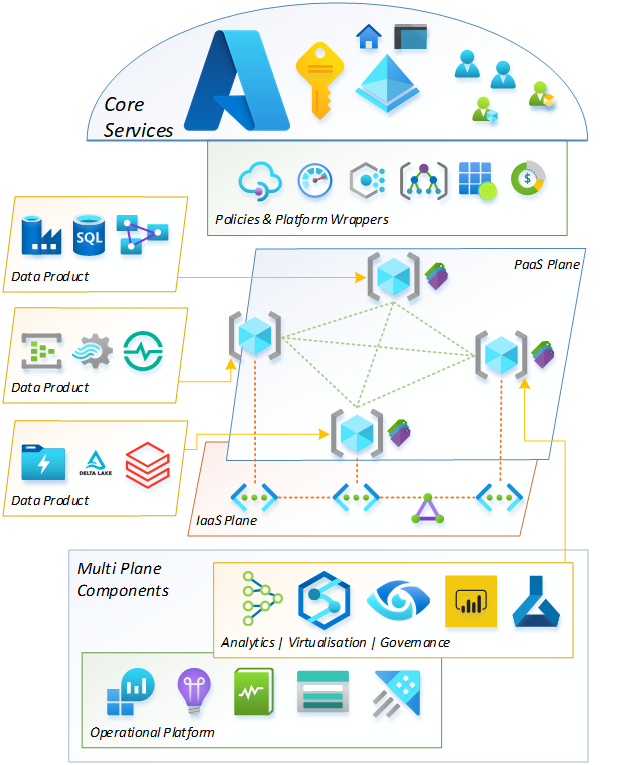 Core
Services
Policies & Platform Wrappers
SQL
Data Product
PaaS Plane
Data Product
DELTA LAKE
Data Product
IaaS Plane
Multi Plane
Components
Analytics | Virtualisation | Governance
Operational Platform